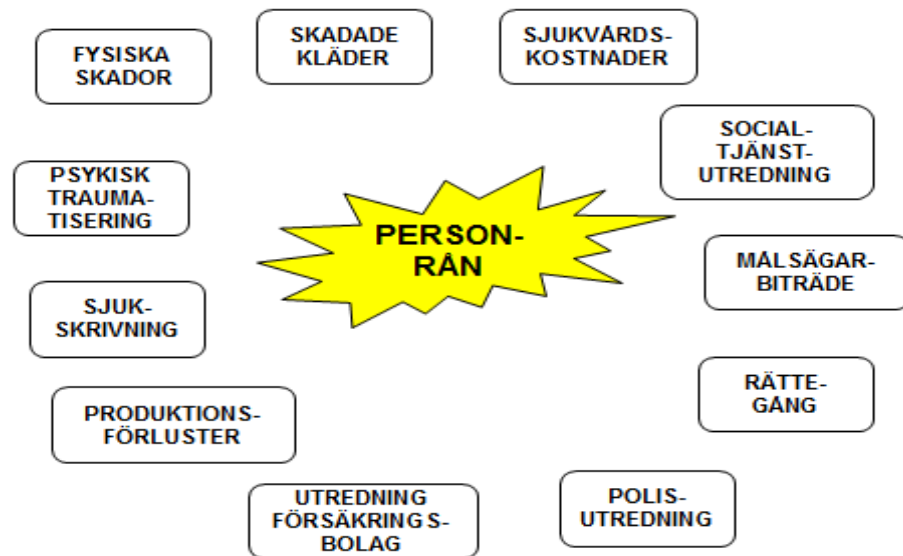 FYSISKA
SKADOR
SKADADE
KLÄDER
SJUKVÅRDS-
KOSTNADER
SOCIAL-
TJÄNST-
UTREDNING
PSYKISK
TRAUMA-
TISERING
PERSON-
RÅN
MÅLSÄGAR-
BITRÄDE
SJUK-
SKRIVNING
RÄTTE-
GÅNG
PRODUKTIONS-
FÖRLUSTER
UTREDNING
FÖRSÄKRINGS-
BOLAG
POLIS-
UTREDNING